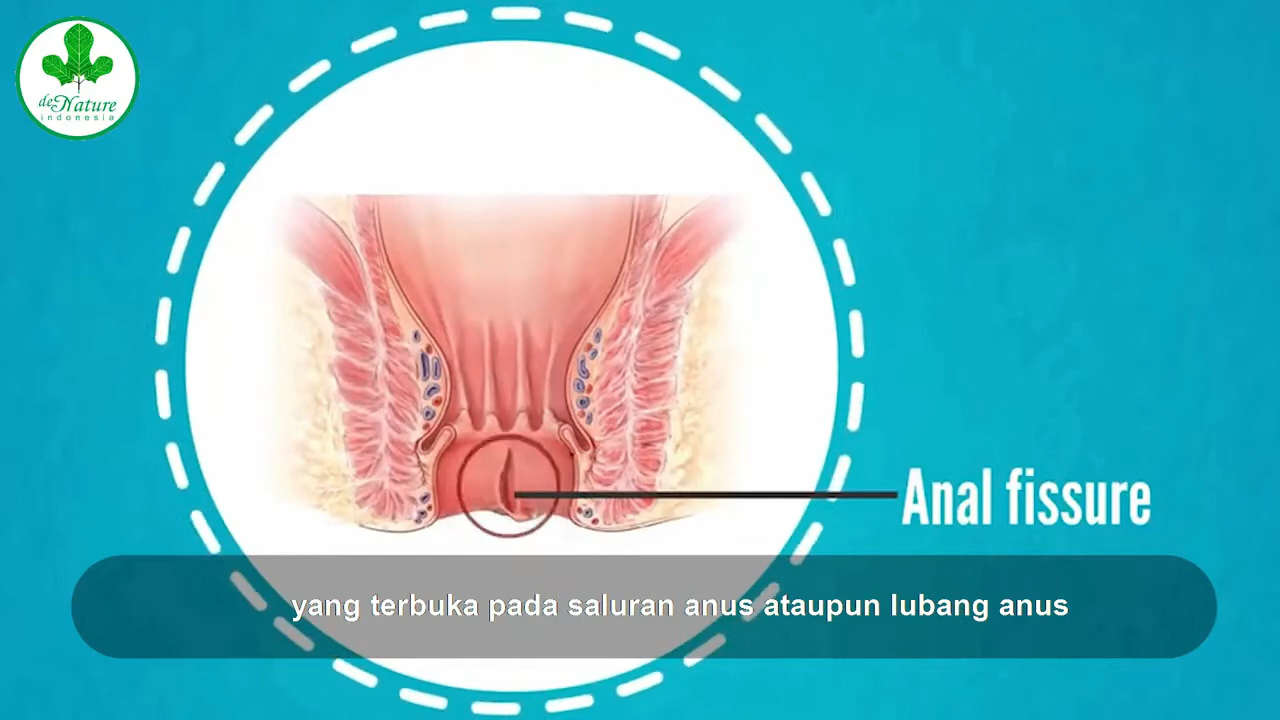 deNature
indonesia
Anal fissure
yang terbuka pada saluran anus ataupun lubang anus